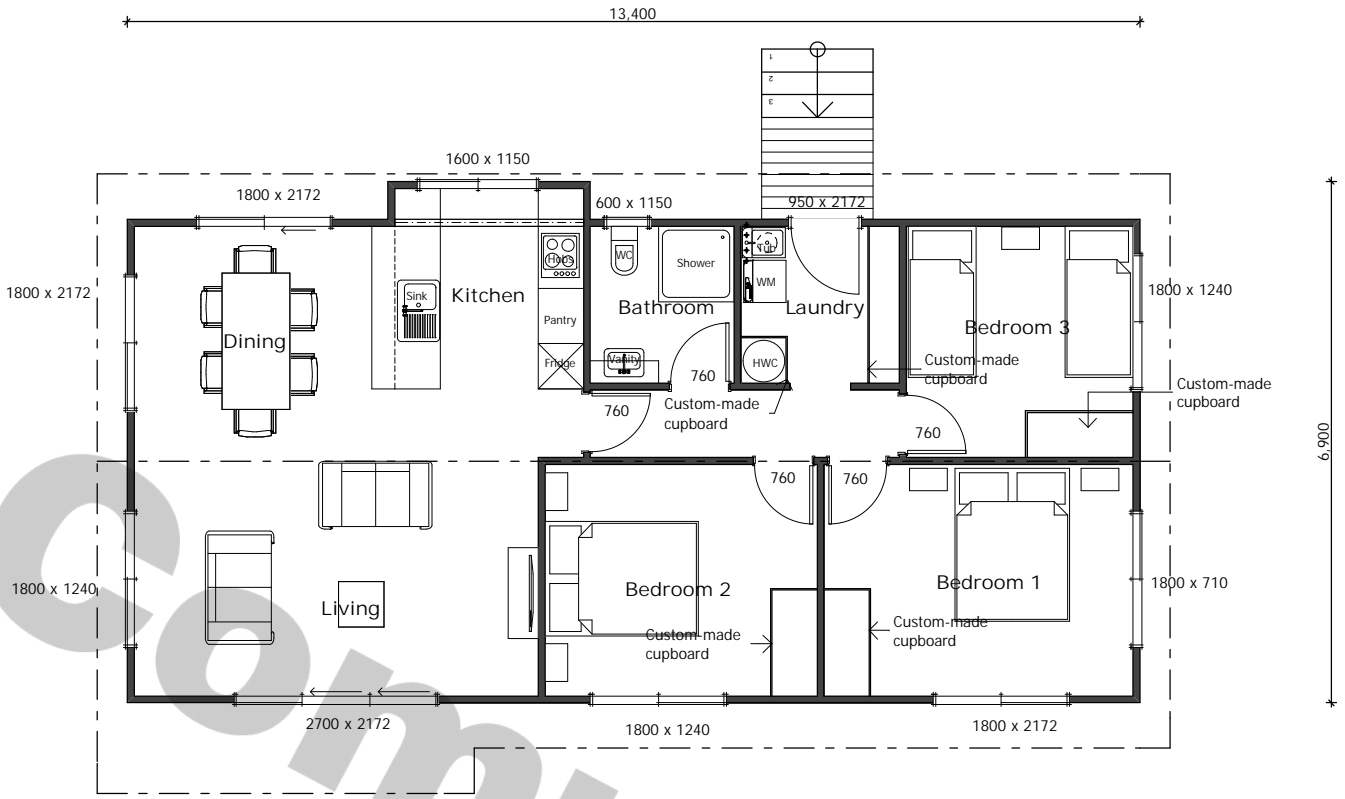 13,400
1
2
3
1600 x 1150
1800 x 2172
600 x 1150
950 x 2172
WC
Shower
Tub
Hobs
1800 x 2172
Sink
Kitchen
WM
1800 x 1240
Bathroom
Laundry
Pantry
Bedroom 3
Dining
Vanity
Fridge
HWC
Custom-made
cupboard
760
Custom-made
cupboard
Custom-made
cupboard
760
760
6,900
760
760
1800 x 1240
Living
Bedroom 2
Bedroom 1
1800 x 710
Custom-made
cupboard
Custom-made
cupboard
2700 x 2172
1800 x 1240
1800 x 2172